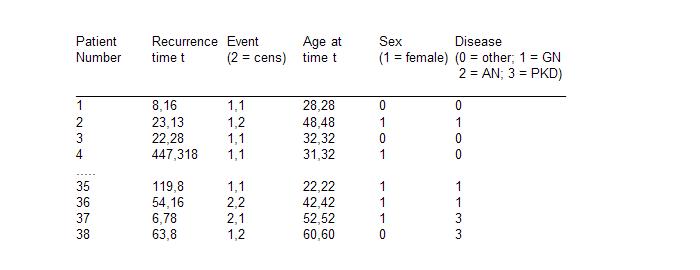 Patient Recurrence Event Age at Sex Disease
Number time t (2 = cens) time t (1 = female) (0 = other; 1 = GN
2 = AN; 3 = PKD)
1 8,16 1,1 28,28 0 0
2 23,13 1,2 48,48 1 1
3 22,28 1,1 32,32 0 0
4 447,318 1,1 31,32 1 0
.....
35 119,8 1,1 22,22 1 1
36 54,16 2,2 42,42 1 1
37 6,78 2,1 52,52 1 3
38 63,8 1,2 60,60 0 3